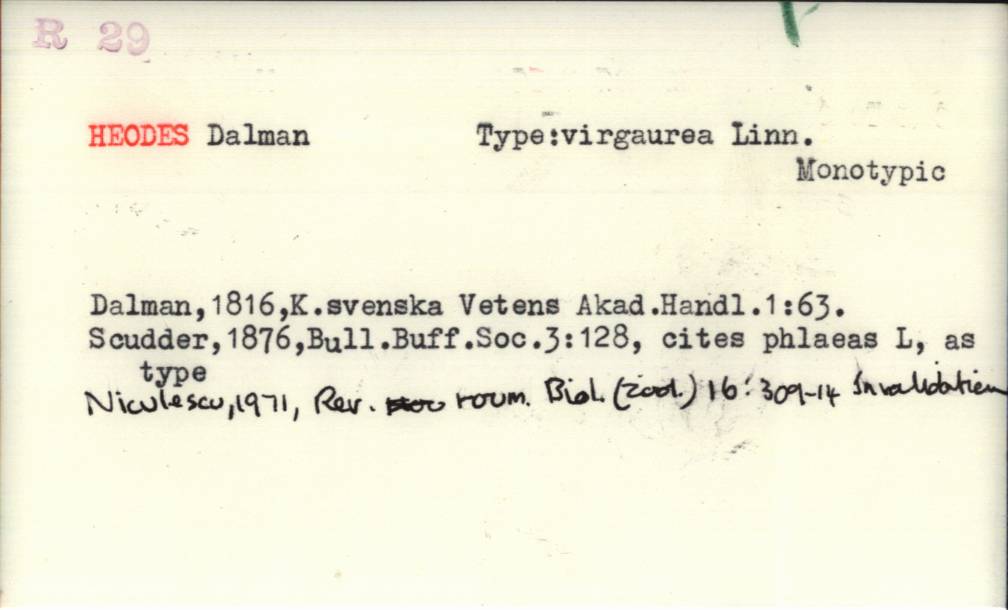 R 29
HEODES Dalman Type:virgaurea Linn.
Monotypic
Dalman,1816,K.svenska Vetens Akad.Handl.1:63.
Scudder,1876,Bull.Buff.Soc.3:128, cites phlaeas L, as
type
Niculescu,1971, Rev. roum. Biol. (Zool.) 16: 309-14 Invalidation